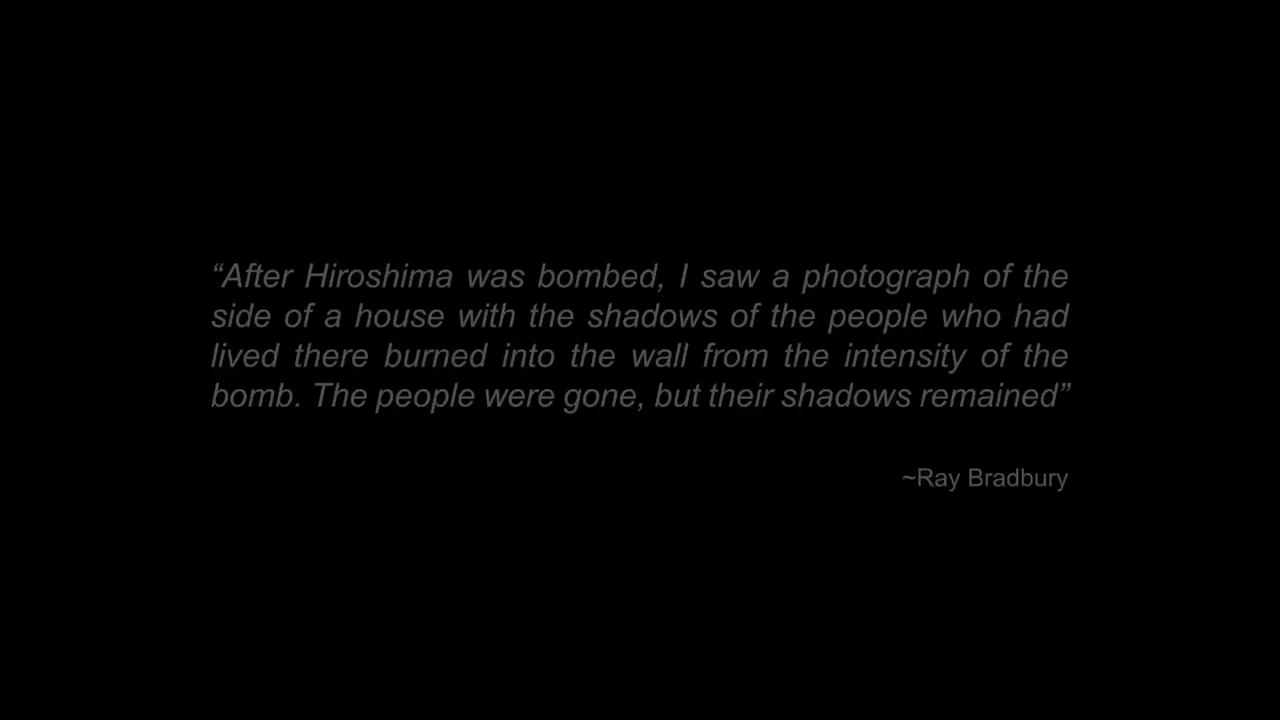 “After Hiroshima was bombed, I saw a photograph of the
side of a house with the shadows of the people who had
lived there burned into the wall from the intensity of the
bomb. The people were gone, but their shadows remained”
~Ray Bradbury